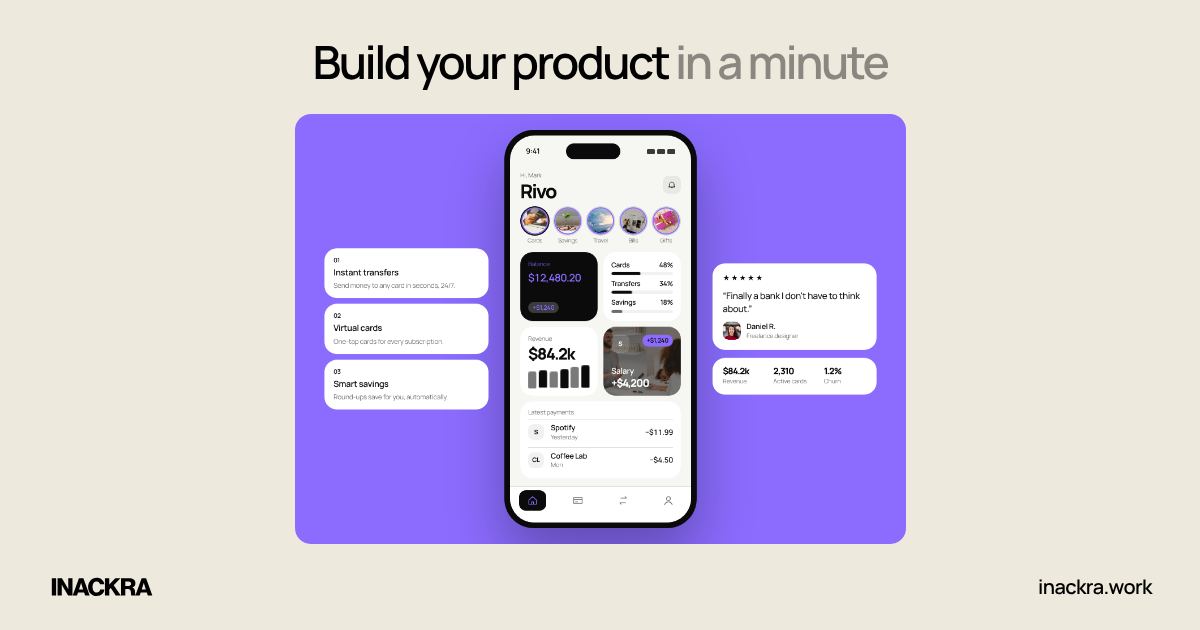 Build your product in a minute
01
Instant transfers
Send money to any card in seconds, 24/7.
02
Virtual cards
One-tap cards for every subscription.
03
Smart savings
Round-ups save for you, automatically.
9:41
Hi, Mark
Rivo
Cards Savings Travel Bills Gifts
Balance
$12,480.20
+$1,240
Cards 48%
Transfers 34%
Savings 18%
Revenue
$84.2k
S +$1,240
Salary
+$4,200
Latest payments
S Spotify −$11.99
Yesterday
CL Coffee Lab −$4.50
Mon
★★★★★
“Finally a bank I don’t have to think
about.”
Daniel R.
Freelance designer
$84.2k 2,310 1.2%
Revenue Active cards Churn
INACKRA
inackra.work